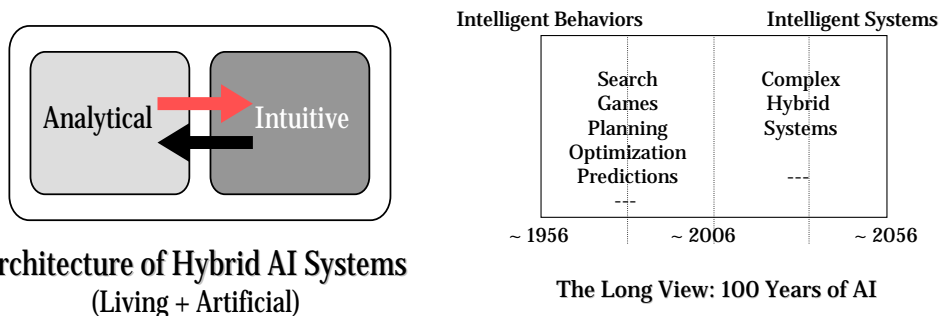 Analytical
Intuitive
rchitecture of Hybrid AI Systems
(Living + Artificial)
Intelligent Behaviors
Intelligent Systems
Search
Games
Planning
Optimization
Predictions
---
Complex
Hybrid
Systems
---
~ 1956
~ 2006
~ 2056
The Long View: 100 Years of AI